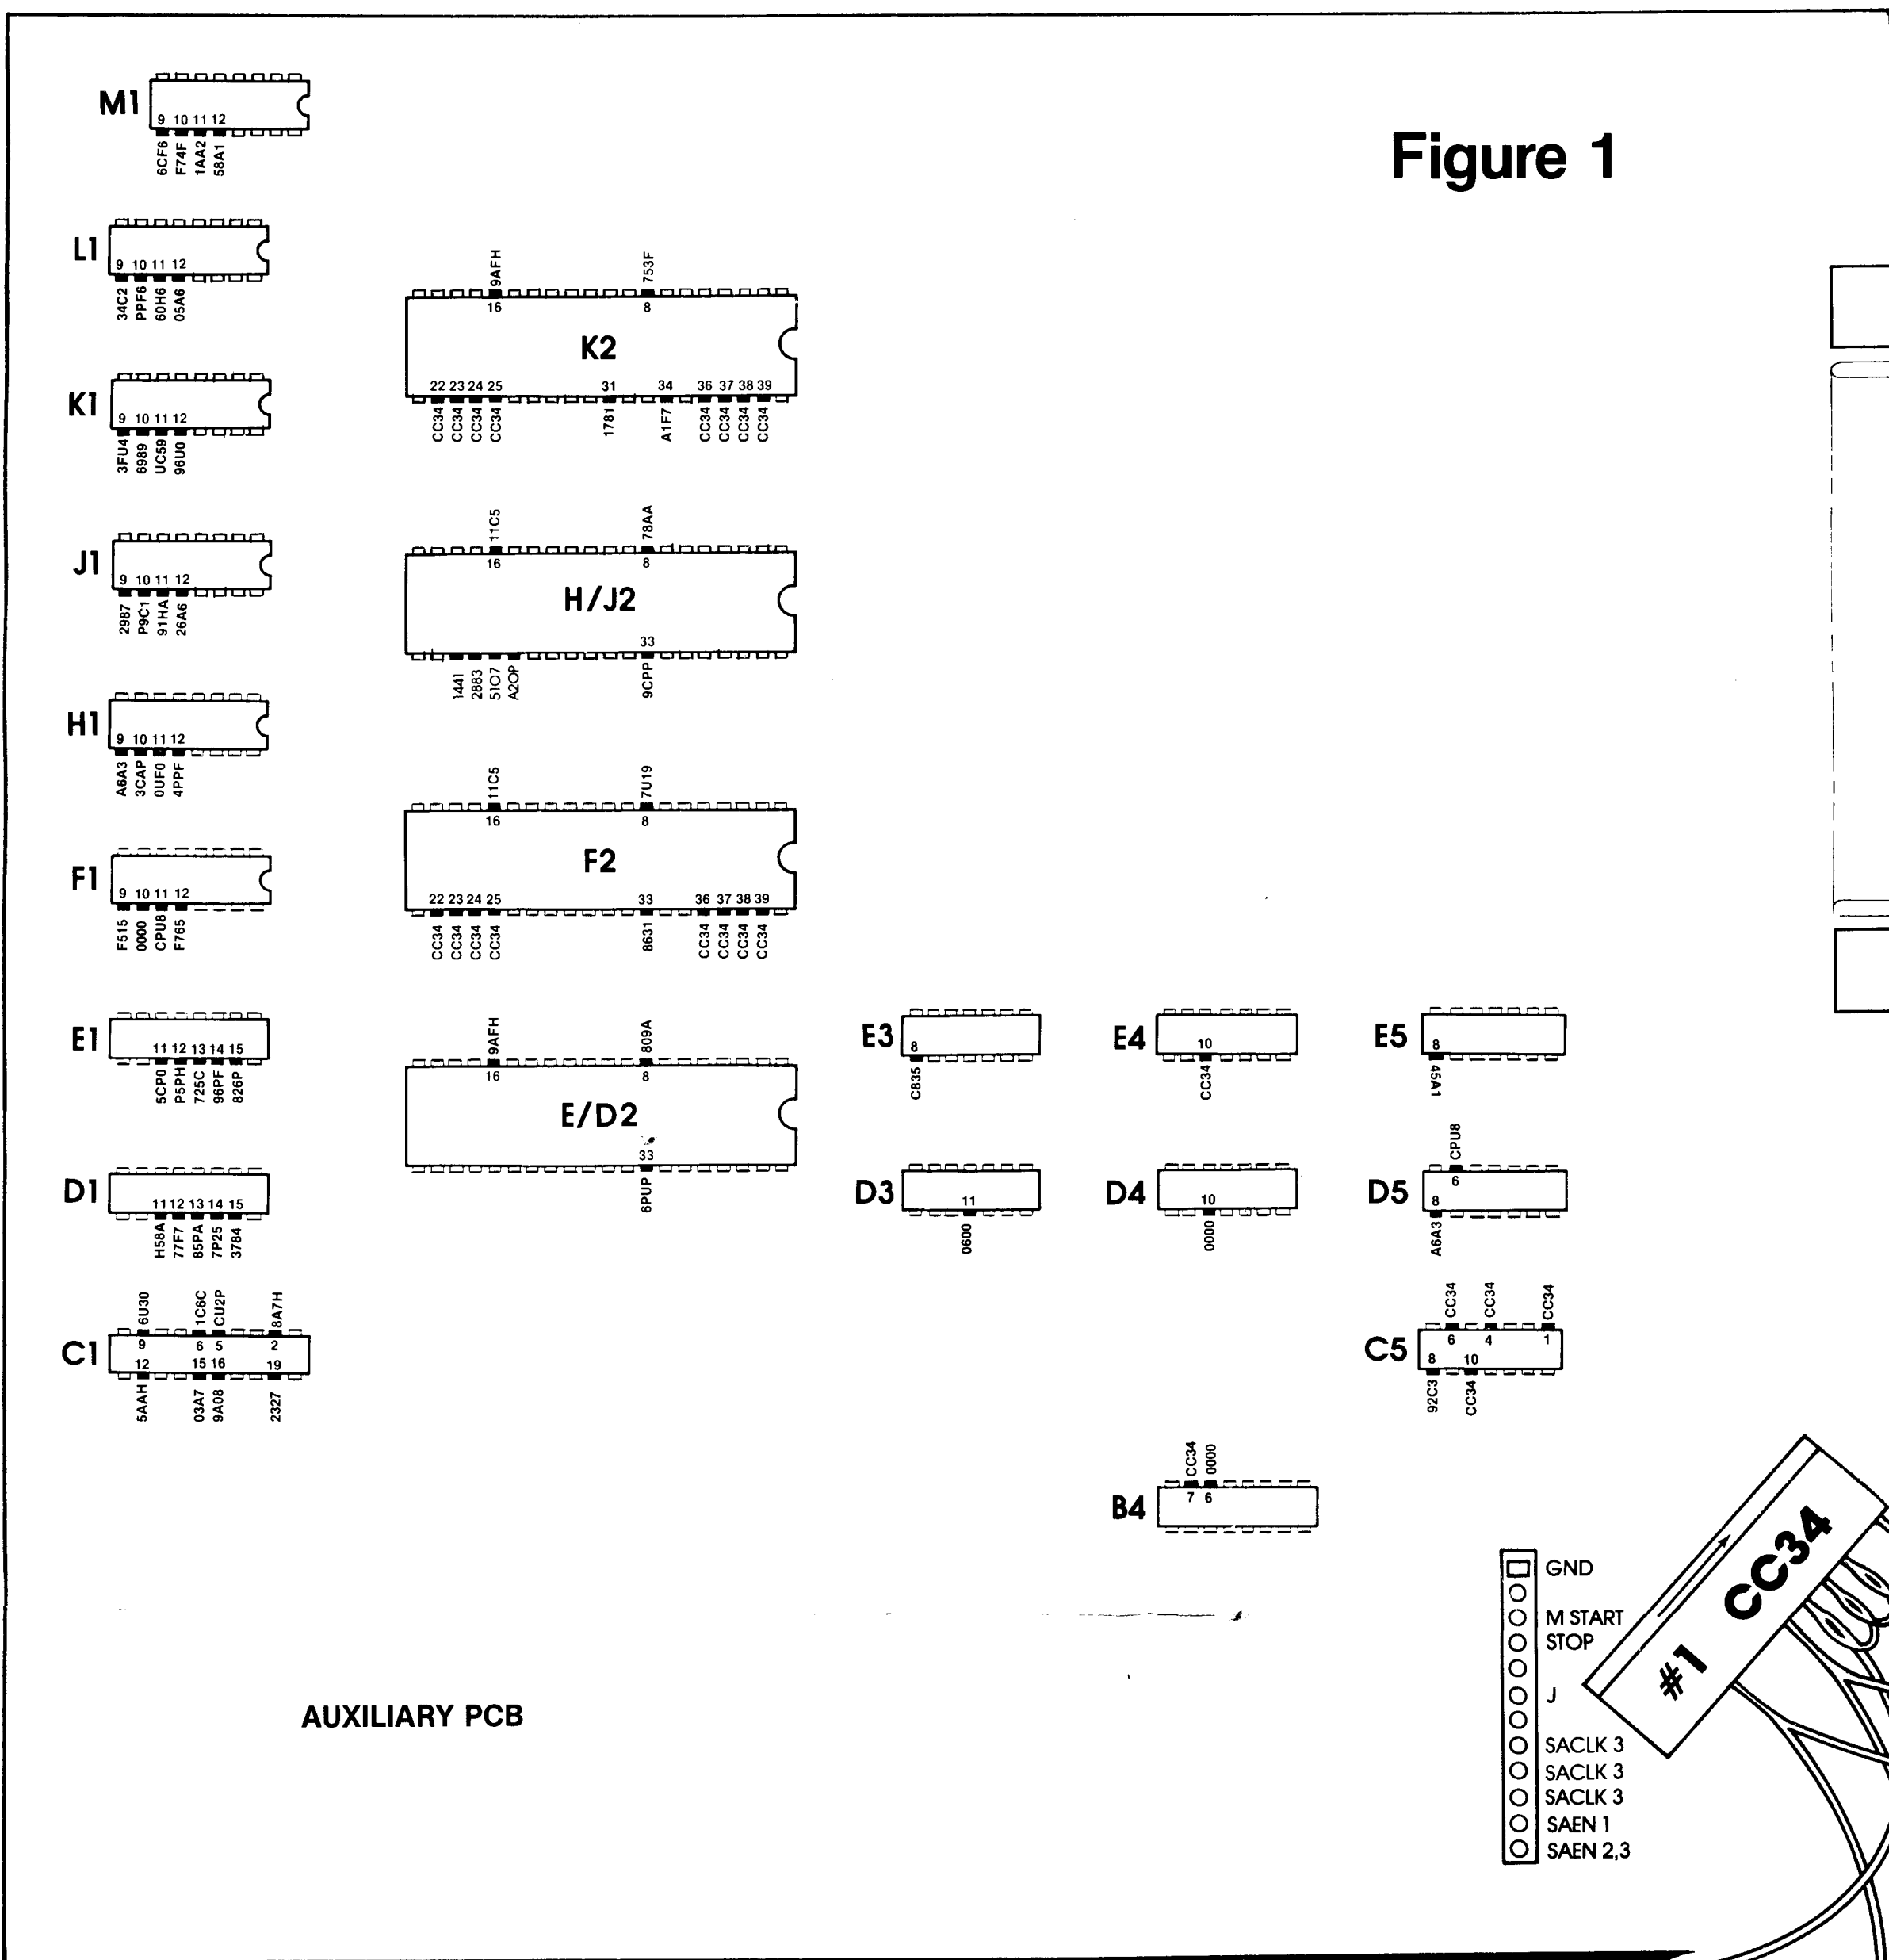 Figure 1
M1
9 10 11 12
6CF6 F74F 1AA2 58A1
L1
9 10 11 12
34C2 PPF6 60H6 05A6
K1
9 10 11 12
3FU4 6989 UC59 96U0
J1
9 10 11 12
2987 P9C1 91HA 26A6
H1
9 10 11 12
A6A3 3CAP 0UF0 4PPF
F1
9 10 11 12
F515 0000 CPU8 F765
E1
11 12 13 14 15
5CP0 P5PH 725C 96PF 826P
D1
11 12 13 14 15
H58A 77F7 85PA 7P25 3784
6U30 1C6C CU2P 8A7H
C1
9 6 5 2
12 15 16 19
5AAH 03A7 9A08 2327
9AFH 753F
16 8
K2
22 23 24 25 31 34 36 37 38 39
CC34 CC34 CC34 CC34 1781 A1F7 CC34 CC34 CC34 CC34
11C5 78AA
16 8
H/J2
33
1441 2883 51O7 A2OP 9CPP
11C5 7U19
16 8
F2
22 23 24 25 33 36 37 38 39
CC34 CC34 CC34 CC34 8631 CC34 CC34 CC34 CC34
9AFH 809A
16 8
E/D2
33
6PUP
E3
8
C835
E4
10
CC34
E5
8
45A1
D3
11
0600
D4
10
0000
CPU8
D5
6
8
A6A3
CC34 CC34 CC34
C5
6 4 1
8 10
92C3 CC34
CC34 0000
B4
7 6
GND
M START
STOP
J
SACLK 3
SACLK 3
SACLK 3
SAEN 1
SAEN 2,3
#1 CC34
AUXILIARY PCB